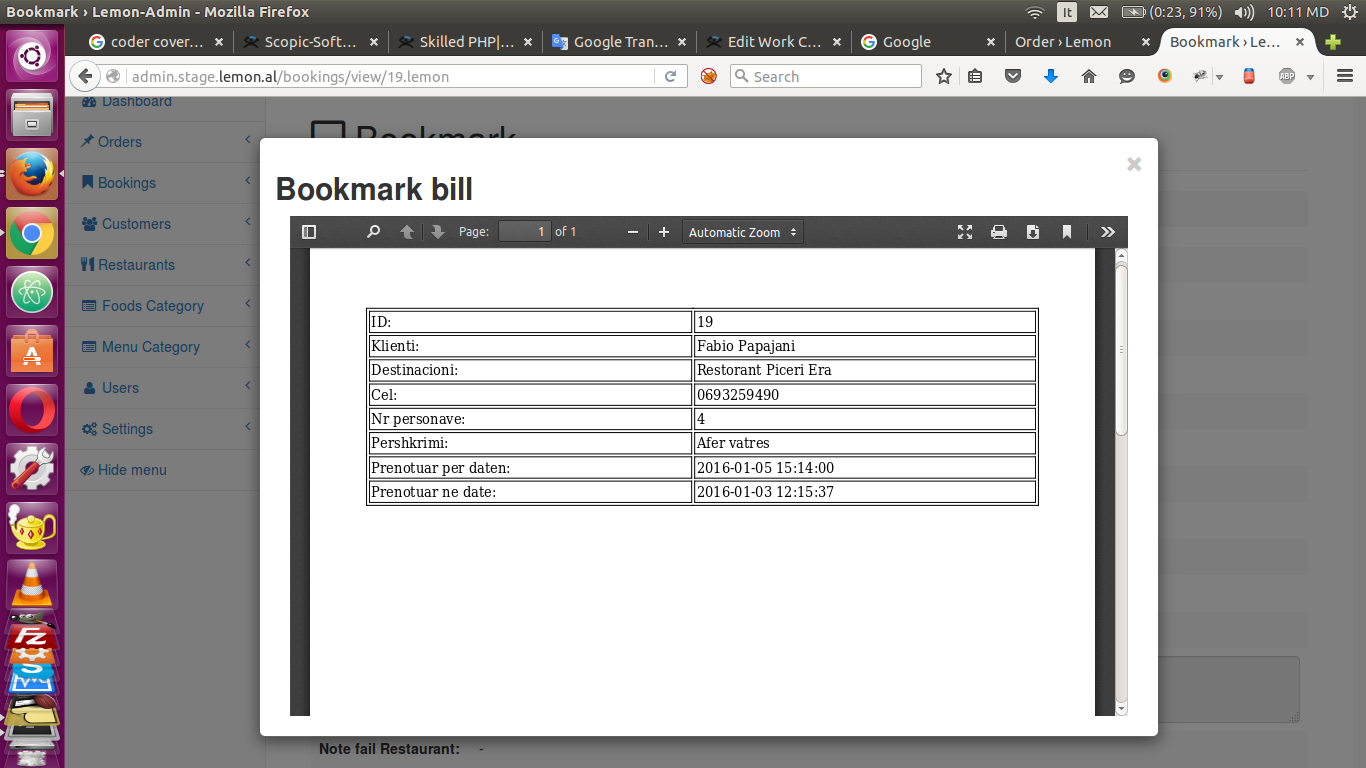 Bookmark › Lemon-Admin - Mozilla Firefox
It
(0:23, 91%)
10:11 MD
coder cover...
Scopic-Soft...
Skilled PHP|...
Google Tran...
Edit Work C...
Google
Order › Lemon
Bookmark › Le...
admin.stage.lemon.al/bookings/view/19.lemon
Search
ABP
Dashboard
Orders
Bookings
Customers
Restaurants
Foods Category
Menu Category
Users
Settings
Hide menu
Bookmark
Bookmark bill
Page: 1 of 1
Automatic Zoom
ID: 19
Klienti: Fabio Papajani
Destinacioni: Restorant Piceri Era
Cel: 0693259490
Nr personave: 4
Pershkrimi: Afer vatres
Prenotuar per daten: 2016-01-05 15:14:00
Prenotuar ne date: 2016-01-03 12:15:37
Note fail Restaurant: -